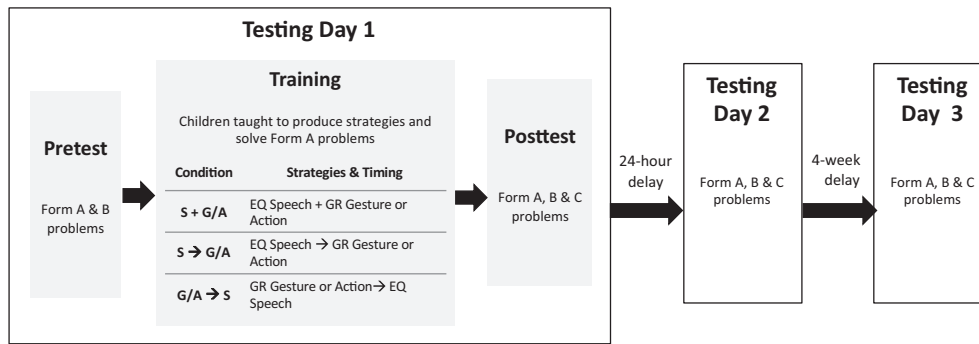 Testing Day 1
Pretest
Form A & B
problems
Training
Children taught to produce strategies and
solve Form A problems
Condition Strategies & Timing
S + G/A EQ Speech + GR Gesture or
Action
S → G/A EQ Speech → GR Gesture or
Action
G/A → S GR Gesture or Action→ EQ
Speech
Posttest
Form A, B & C
problems
24-hour
delay
Testing
Day 2
Form A, B & C
problems
4-week
delay
Testing
Day 3
Form A, B & C
problems